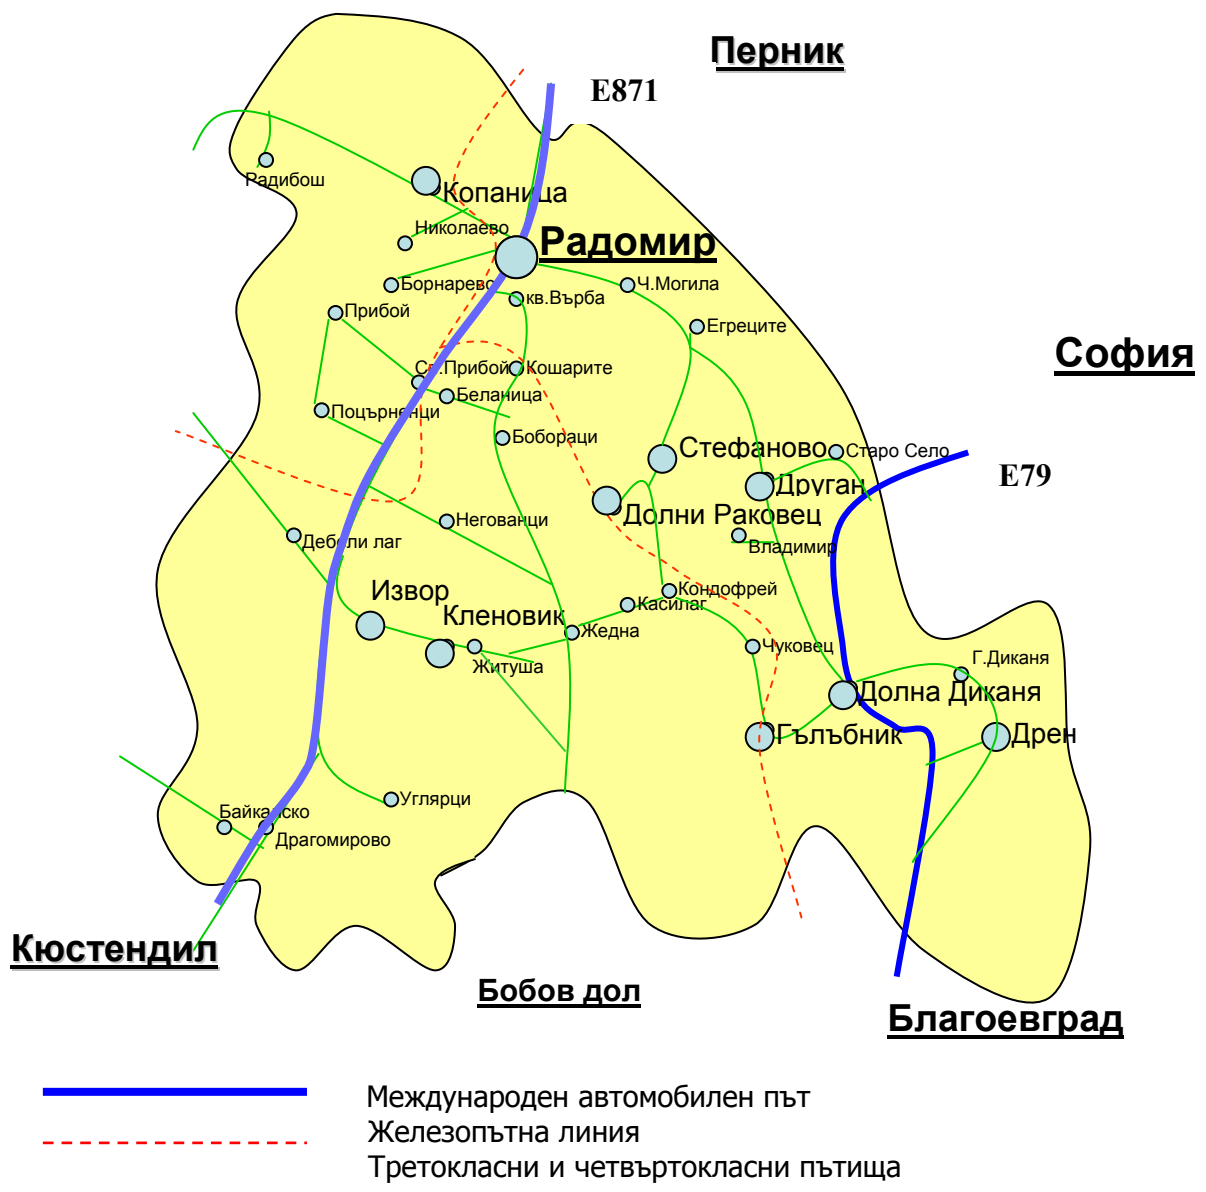 Перник
E871
Радибош
Копаница
Николаево
Радомир
Борнарево
Ч.Могила
кв.Върба
Прибой
Егреците
София
Сп.Прибой
Кошарите
Беланица
Поцърненци
Бобораци
Стефаново
Старо Село
E79
Друган
Долни Раковец
Негованци
Владимир
Дебели лаг
Извор
Кондофрей
Касилаг
Кленовик
Жедна
Чуковец
Г.Диканя
Житуша
Долна Диканя
Гълъбник
Дрен
Углярци
Байкалско
Драгомирово
Кюстендил
Бобов дол
Благоевград
Международен автомобилен път
Железопътна линия
Третокласни и четвъртокласни пътища